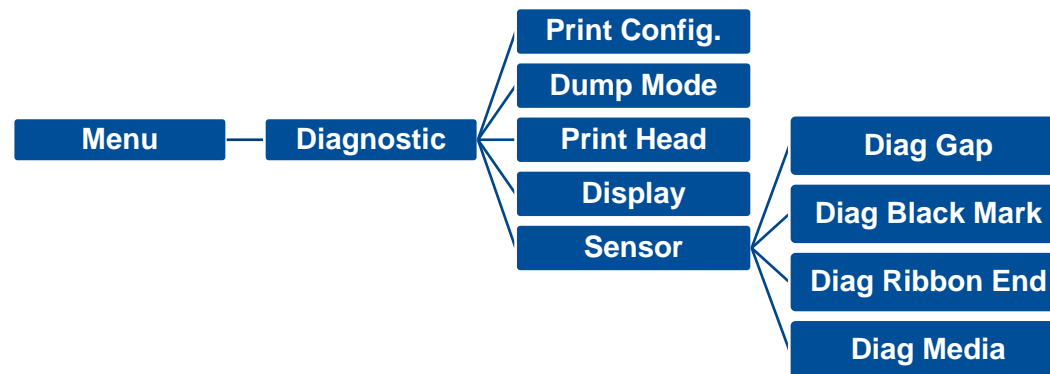 Menu
Diagnostic
Print Config.
Dump Mode
Print Head
Display
Sensor
Diag Gap
Diag Black Mark
Diag Ribbon End
Diag Media